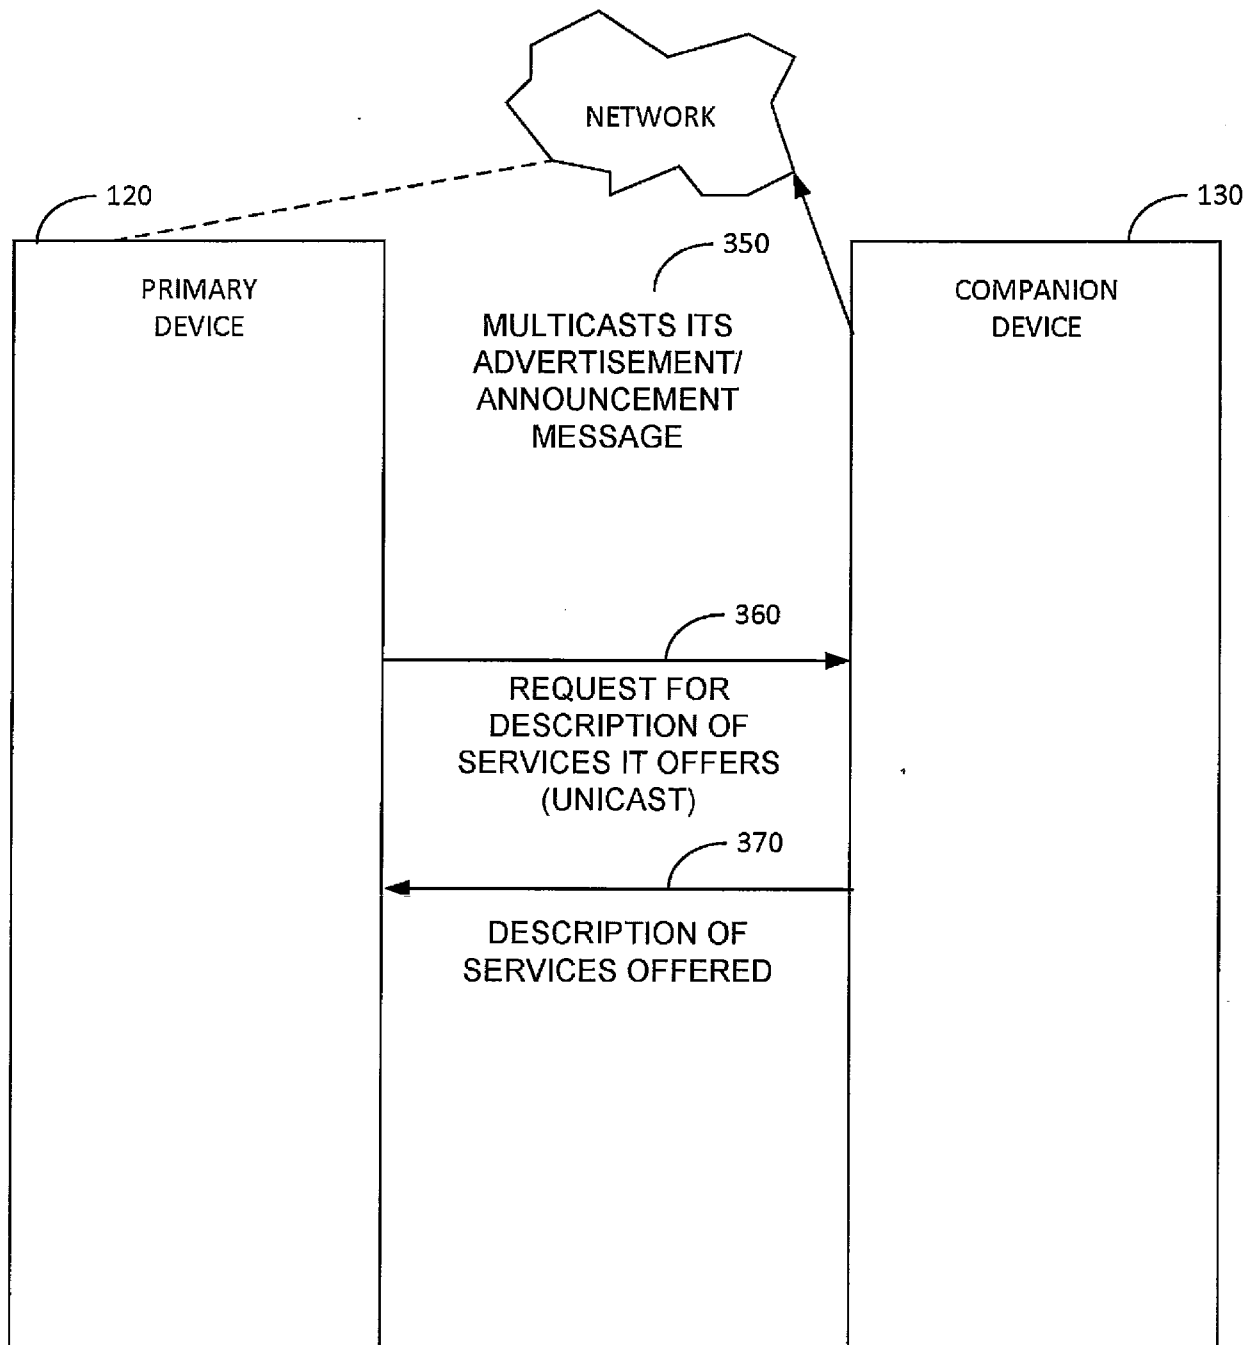 NETWORK
120
130
350
PRIMARY
DEVICE
COMPANION
DEVICE
MULTICASTS ITS
ADVERTISEMENT/
ANNOUNCEMENT
MESSAGE
360
REQUEST FOR
DESCRIPTION OF
SERVICES IT OFFERS
(UNICAST)
370
DESCRIPTION OF
SERVICES OFFERED